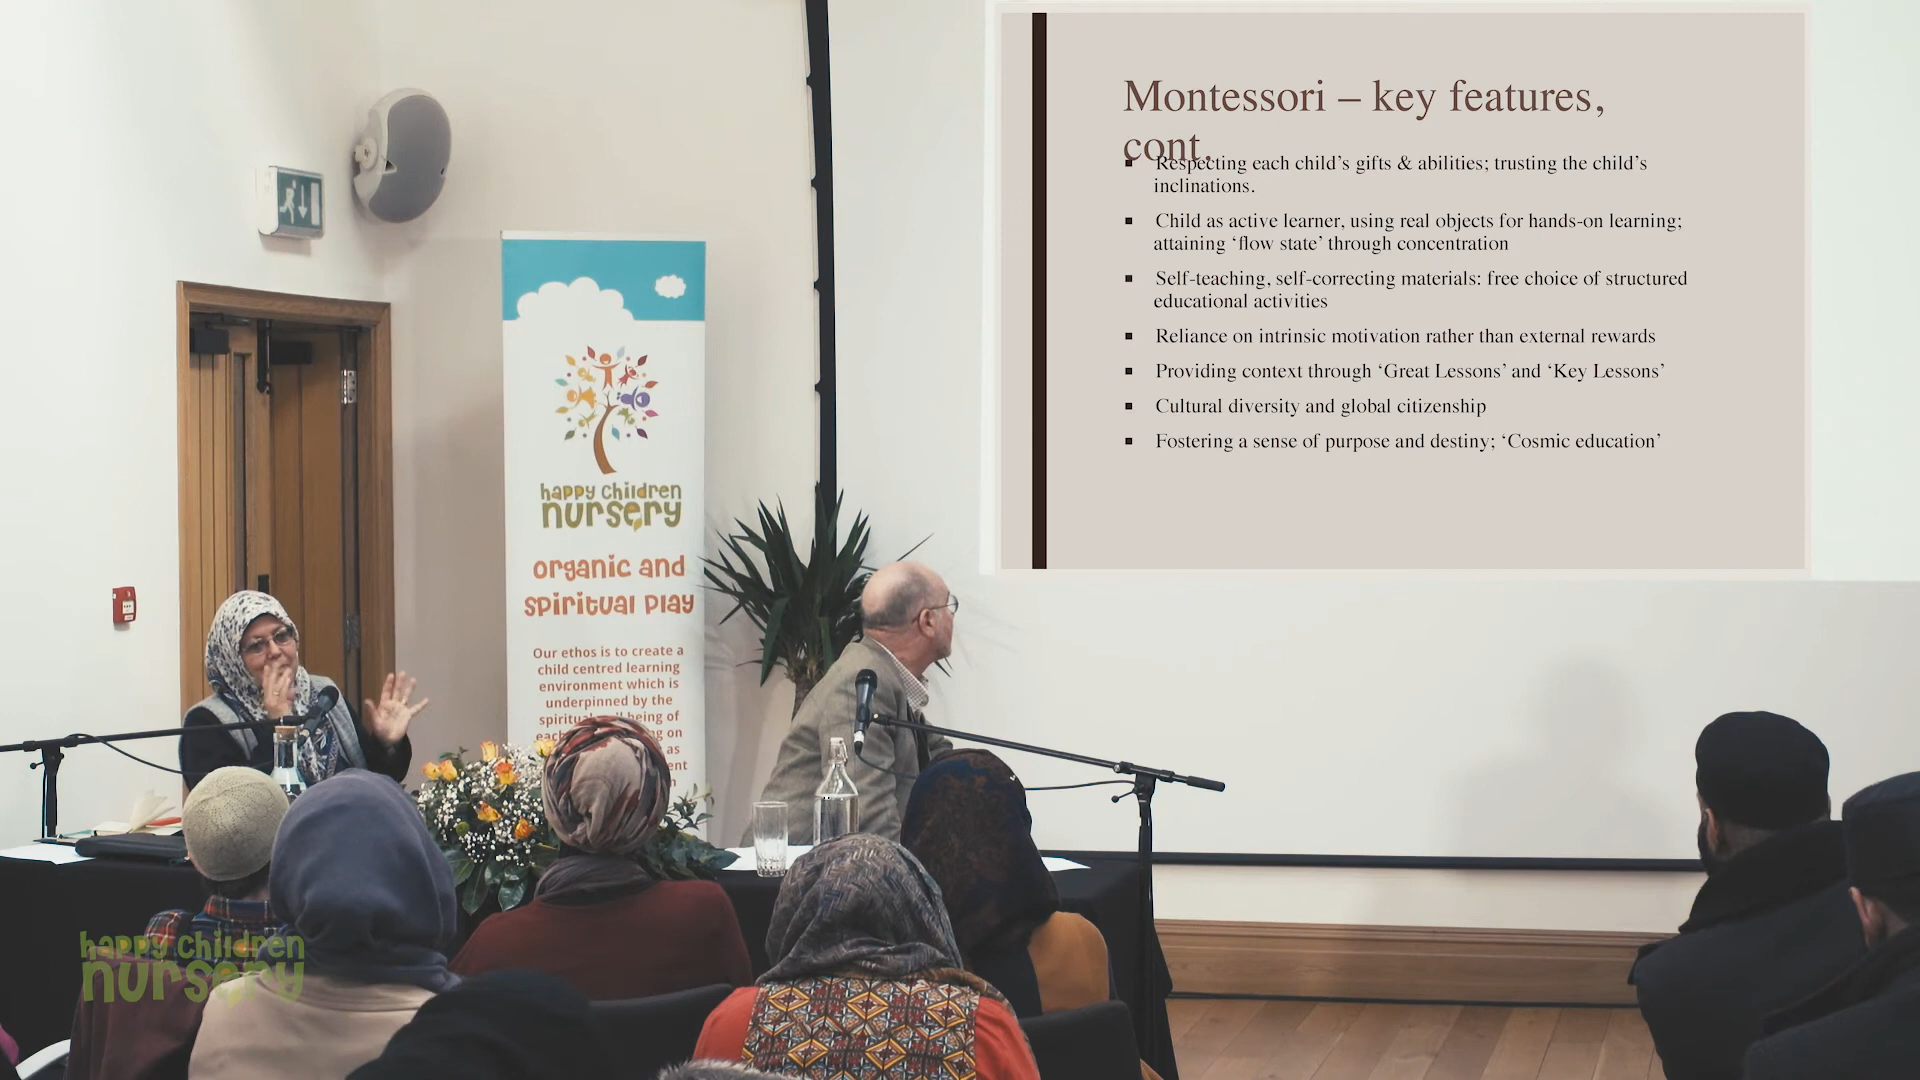 Montessori – key features,
cont.
▪ Respecting each child’s gifts & abilities; trusting the child’s
inclinations.
▪ Child as active learner, using real objects for hands-on learning;
attaining ‘flow state’ through concentration
▪ Self-teaching, self-correcting materials: free choice of structured
educational activities
▪ Reliance on intrinsic motivation rather than external rewards
▪ Providing context through ‘Great Lessons’ and ‘Key Lessons’
▪ Cultural diversity and global citizenship
▪ Fostering a sense of purpose and destiny; ‘Cosmic education’
happy children
nursery
organic and
spiritual play
Our ethos is to create a
child centred learning
environment which is
underpinned by the
being of
on
as
happy children
nursery